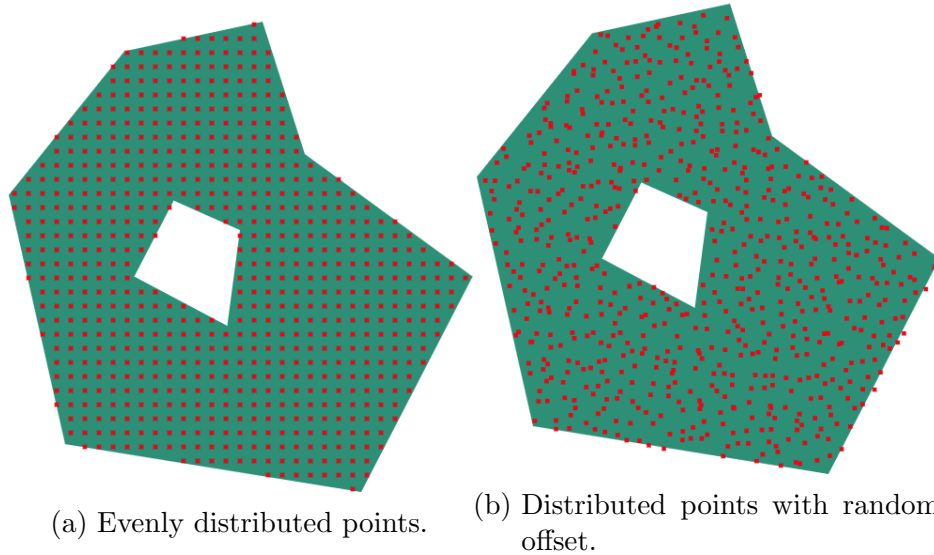 (a) Evenly distributed points.
(b) Distributed points with random
offset.